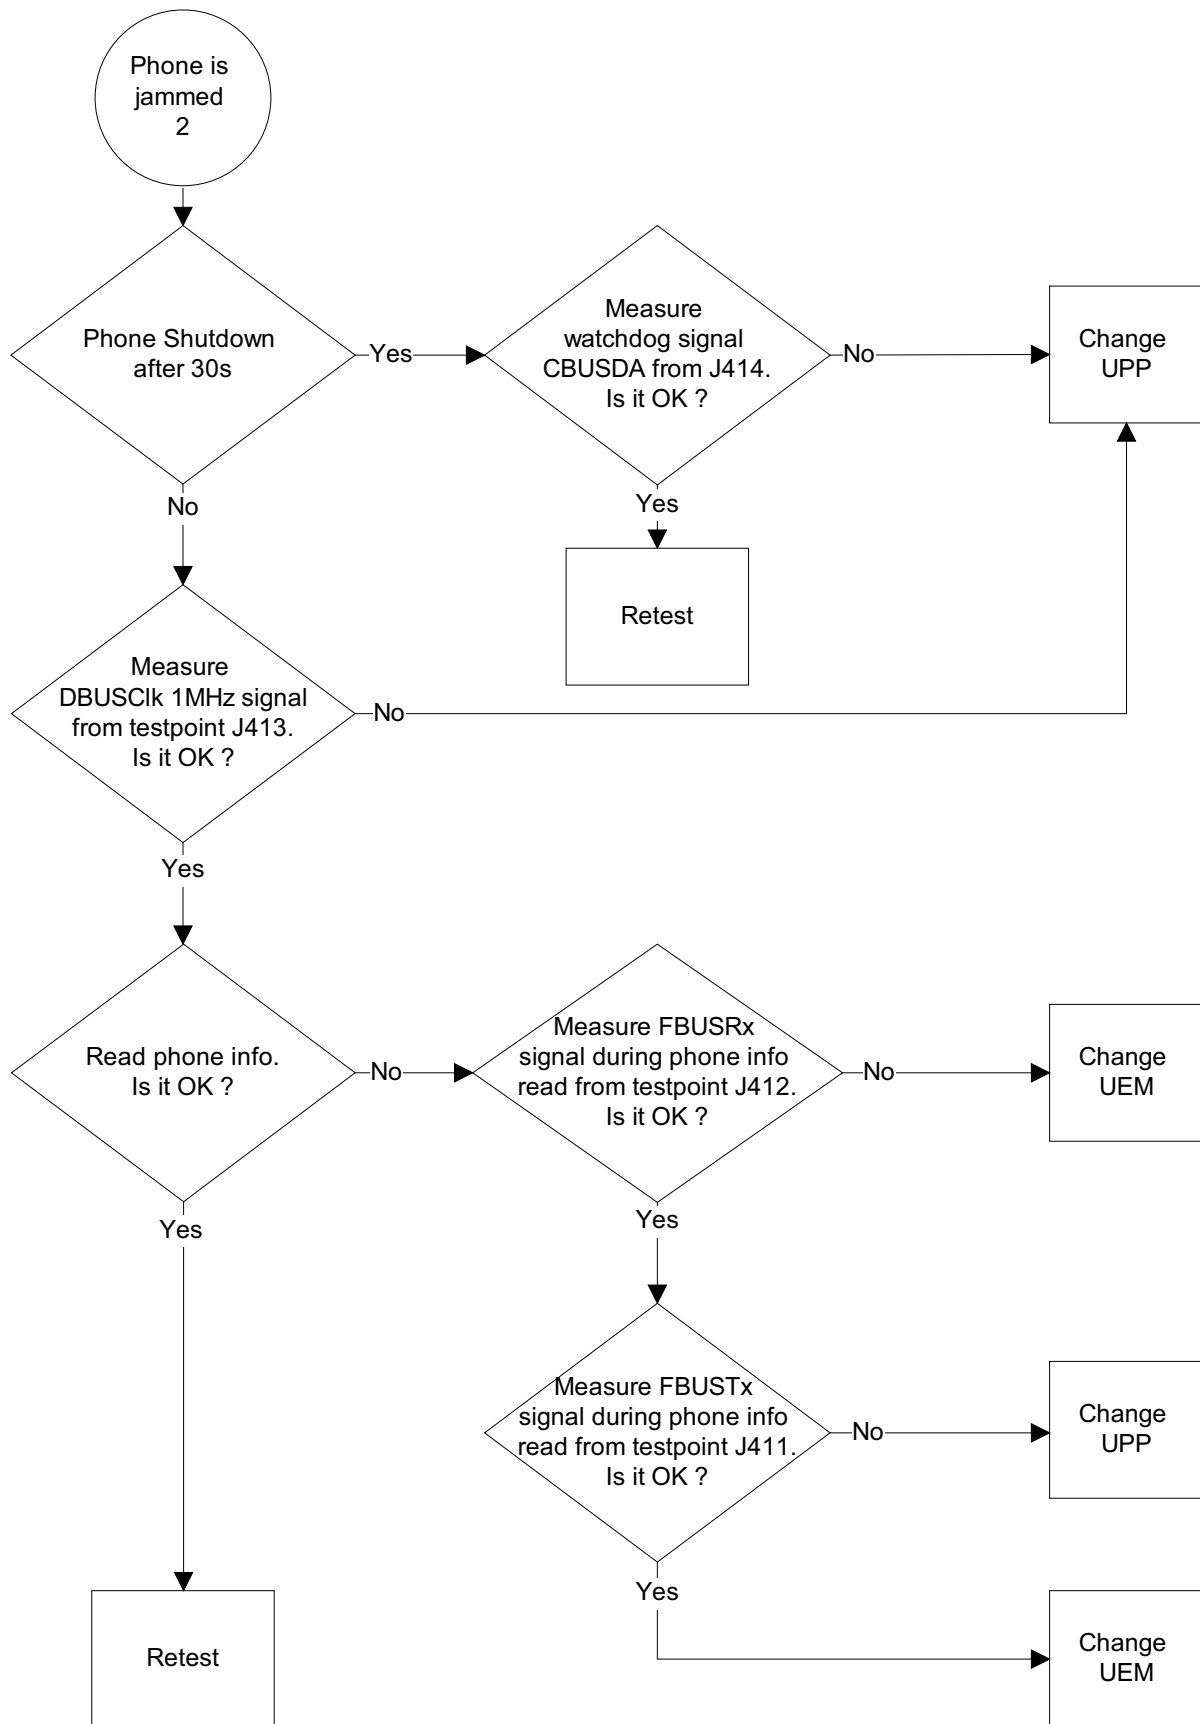 Phone is
jammed
2
Phone Shutdown
after 30s
Yes
Measure
watchdog signal
CBUSDA from J414.
Is it OK ?
No
Change
UPP
No
Yes
Retest
Measure
DBUSClk 1MHz signal
from testpoint J413.
Is it OK ?
No
Yes
Read phone info.
Is it OK ?
No
Measure FBUSRx
signal during phone info
read from testpoint J412.
Is it OK ?
No
Change
UEM
Yes
Yes
Measure FBUSTx
signal during phone info
read from testpoint J411.
Is it OK ?
No
Change
UPP
Yes
Retest
Change
UEM